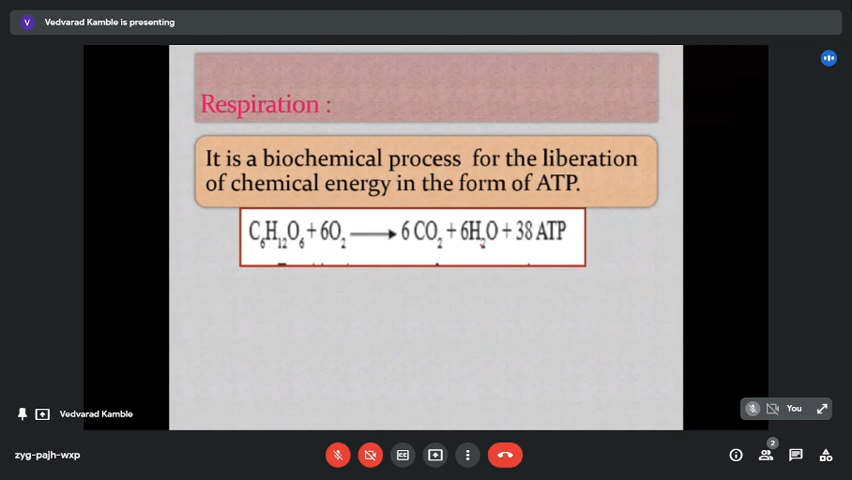 V Vedvarad Kamble is presenting
Respiration :
It is a biochemical process for the liberation
of chemical energy in the form of ATP.
C₆H₁₂O₆ + 6O₂ ⟶ 6 CO₂ + 6H₂O + 38 ATP
Vedvarad Kamble
You
zyg-pajh-wxp
2